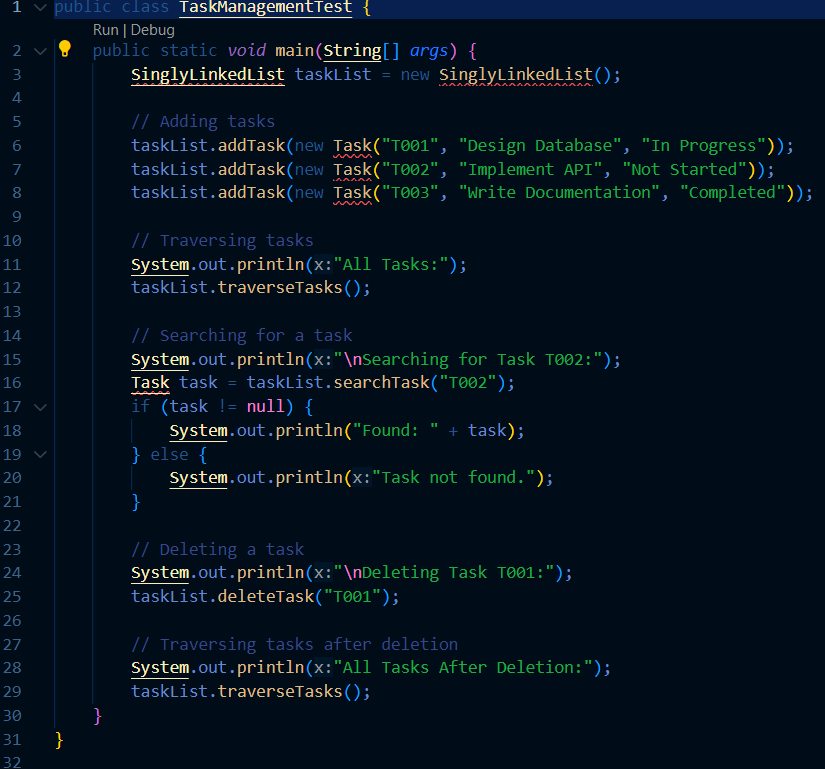 1 public class TaskManagementTest {
Run | Debug
2 public static void main(String[] args) {
3 SinglyLinkedList taskList = new SinglyLinkedList();
4
5 // Adding tasks
6 taskList.addTask(new Task("T001", "Design Database", "In Progress"));
7 taskList.addTask(new Task("T002", "Implement API", "Not Started"));
8 taskList.addTask(new Task("T003", "Write Documentation", "Completed"));
9
10 // Traversing tasks
11 System.out.println(x:"All Tasks:");
12 taskList.traverseTasks();
13
14 // Searching for a task
15 System.out.println(x:"\nSearching for Task T002:");
16 Task task = taskList.searchTask("T002");
17 if (task != null) {
18 System.out.println("Found: " + task);
19 } else {
20 System.out.println(x:"Task not found.");
21 }
22
23 // Deleting a task
24 System.out.println(x:"\nDeleting Task T001:");
25 taskList.deleteTask("T001");
26
27 // Traversing tasks after deletion
28 System.out.println(x:"All Tasks After Deletion:");
29 taskList.traverseTasks();
30 }
31 }
32